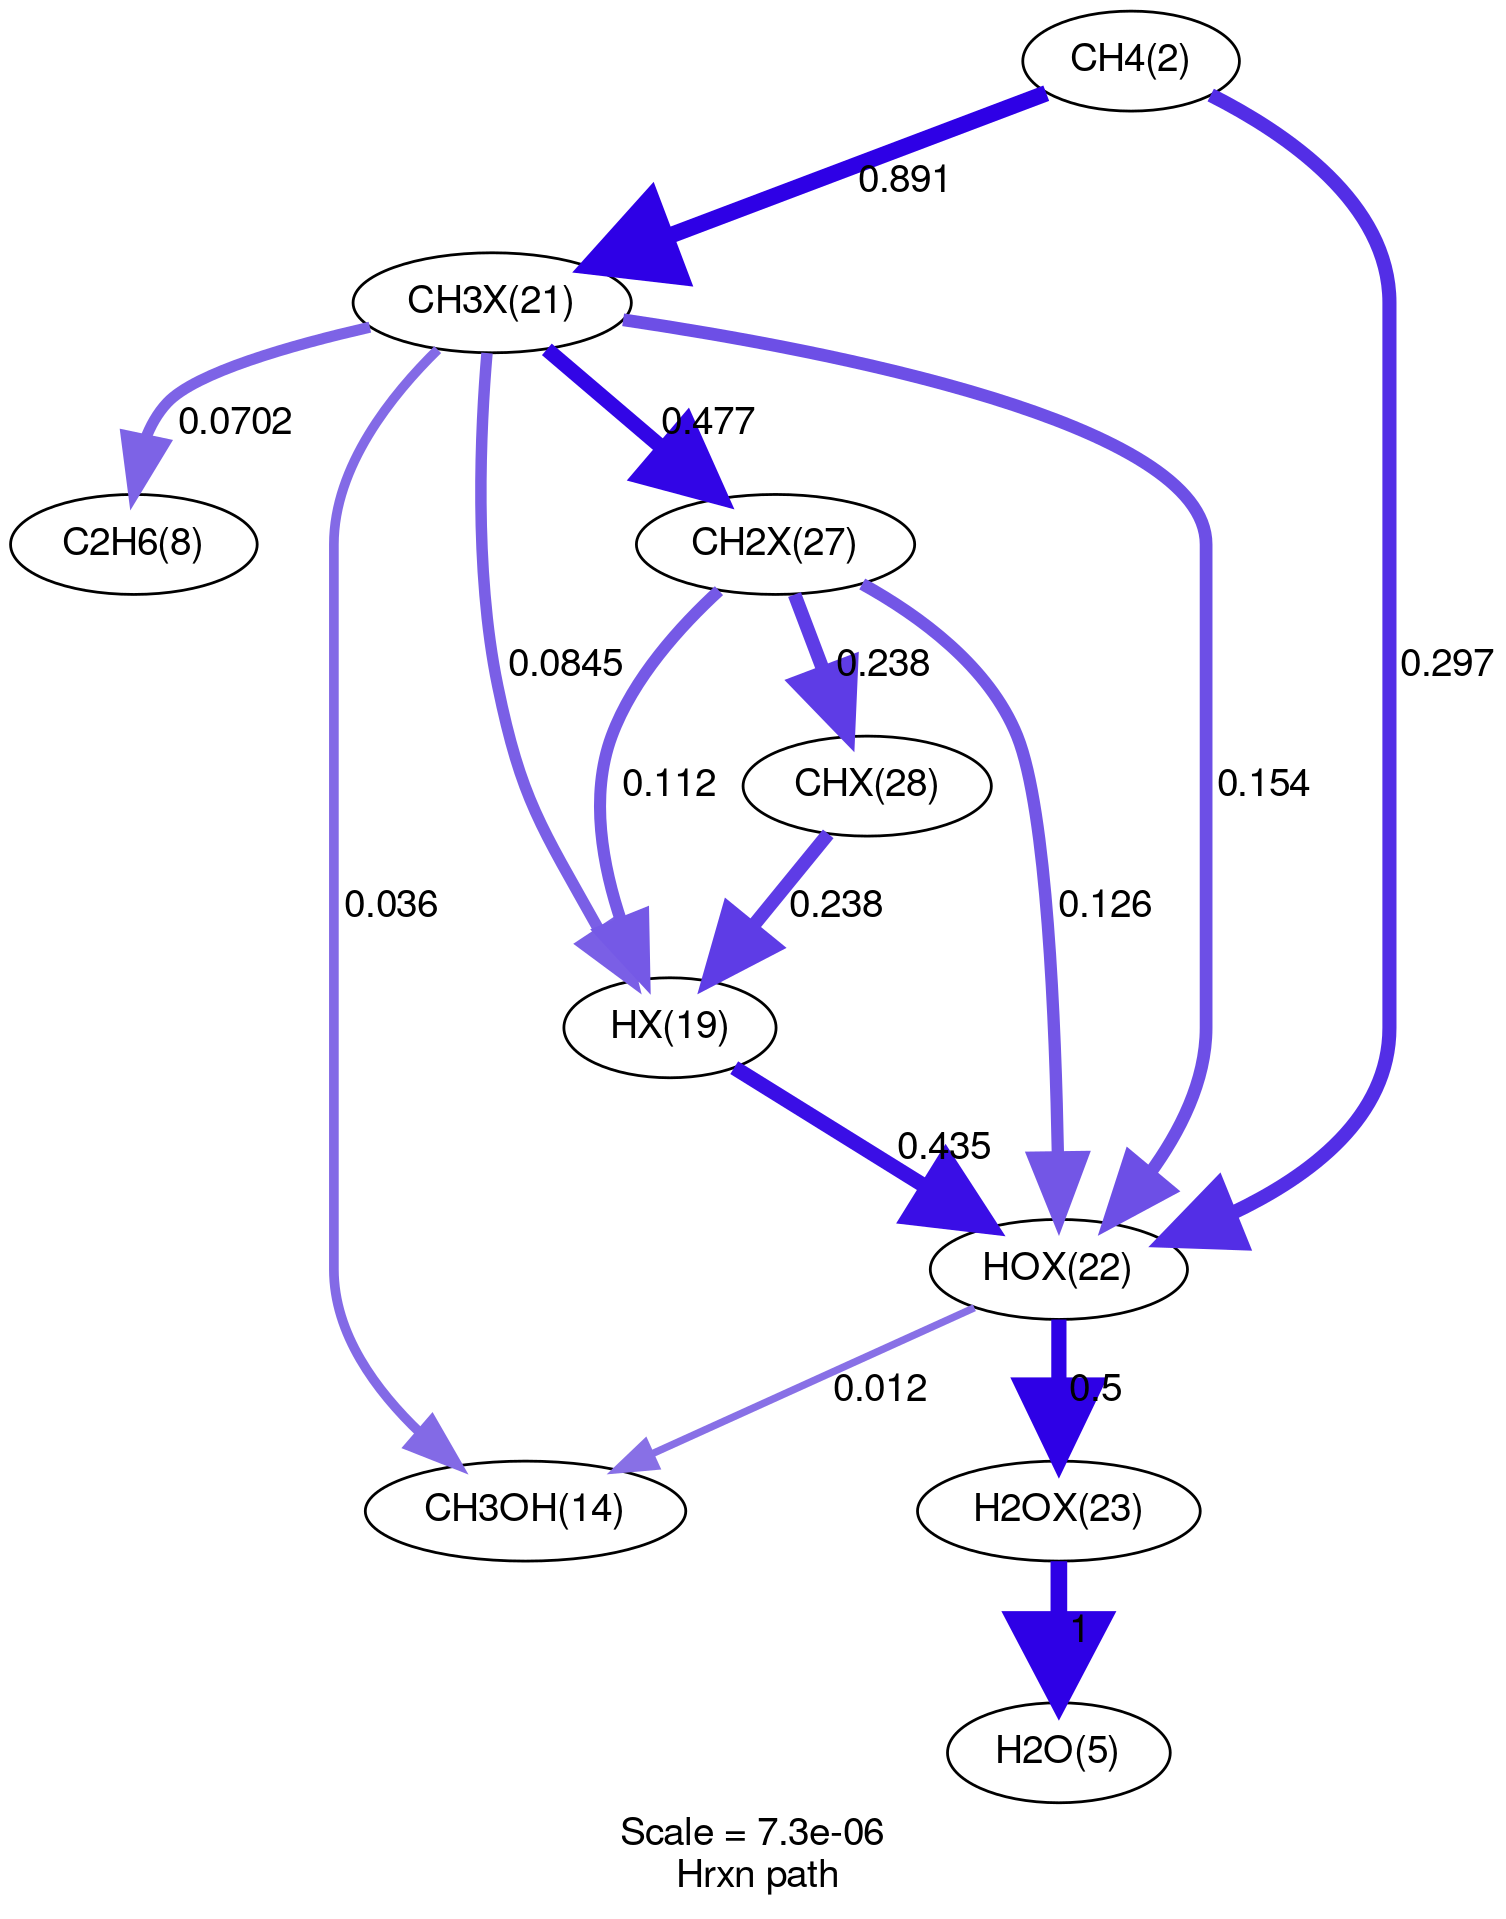 CH4(2)
0.891
CH3X(21)
0.0702
0.477
C2H6(8)
CH2X(27)
0.0845
0.238
0.297
0.112
CHX(28)
0.154
0.036
0.238
0.126
HX(19)
0.435
HOX(22)
0.012
0.5
CH3OH(14)
H2OX(23)
1
H2O(5)
Scale = 7.3e-06
Hrxn path